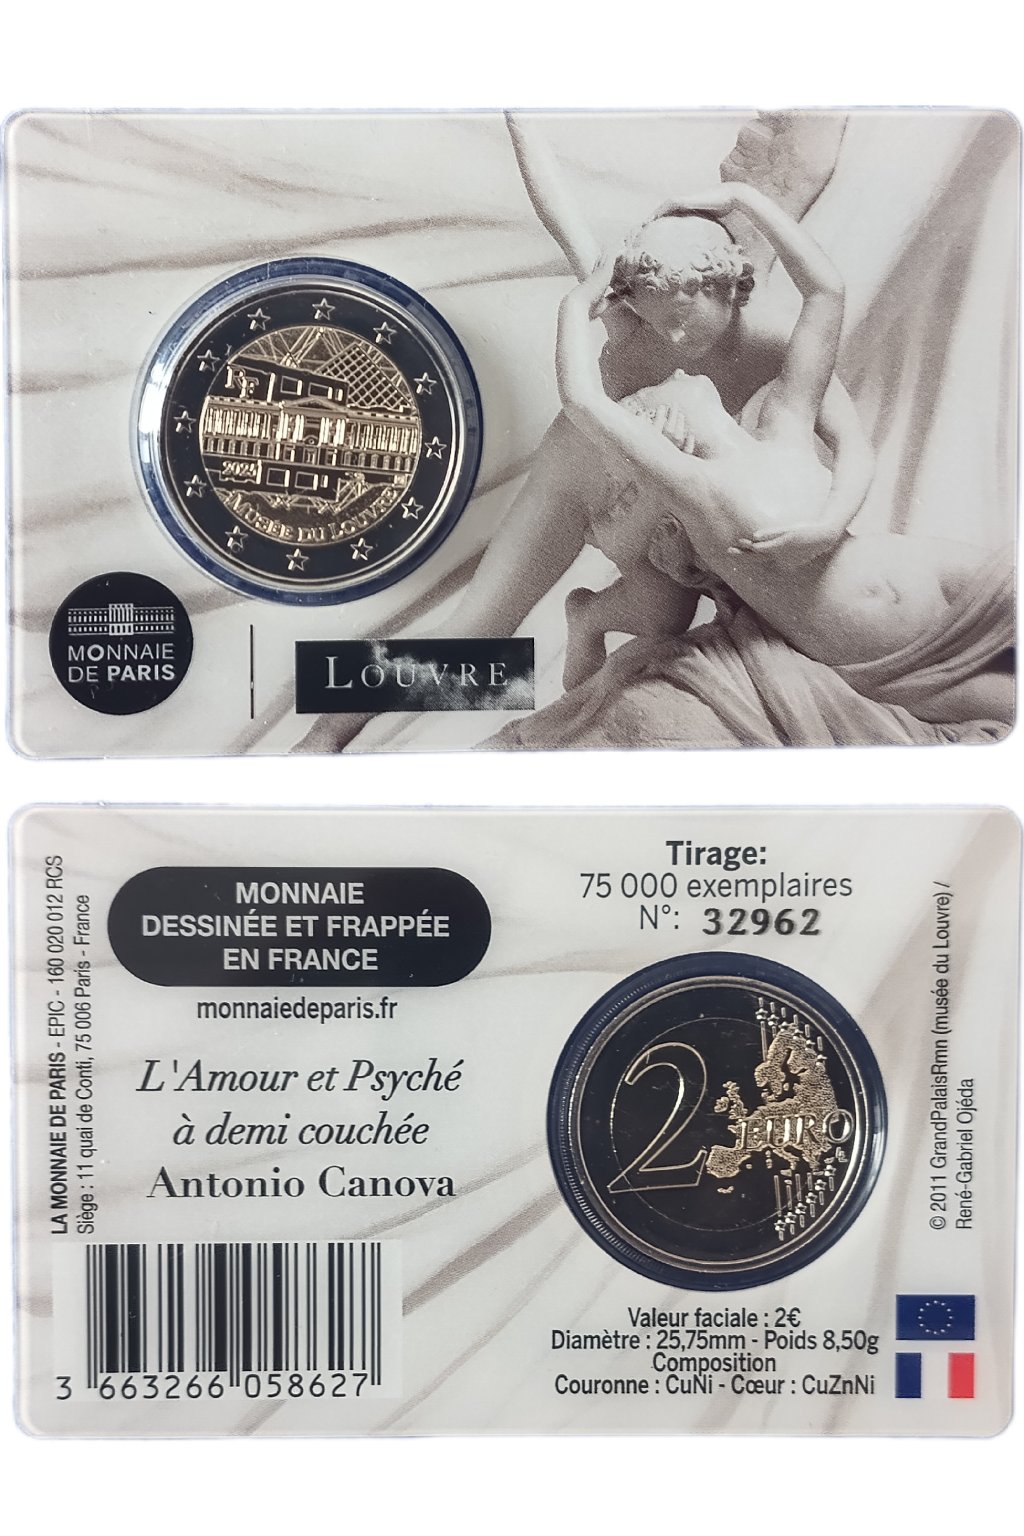 RF
2025
MUSÉE DU LOUVRE
MONNAIE
DE PARIS
LOUVRE
LA MONNAIE DE PARIS - EPIC - 160 020 012 RCS
Siège : 11 quai de Conti, 75 006 Paris - France
MONNAIE
DESSINÉE ET FRAPPÉE
EN FRANCE
monnaiedeparis.fr
L'Amour et Psyché
à demi couchée
Antonio Canova
3 663266 058627
Tirage:
75 000 exemplaires
N°: 32962
2 EURO
Valeur faciale : 2€
Diamètre : 25,75mm - Poids 8,50g
Composition
Couronne : CuNi - Cœur : CuZnNi
© 2011 GrandPalaisRmn (musée du Louvre) /
René-Gabriel Ojéda